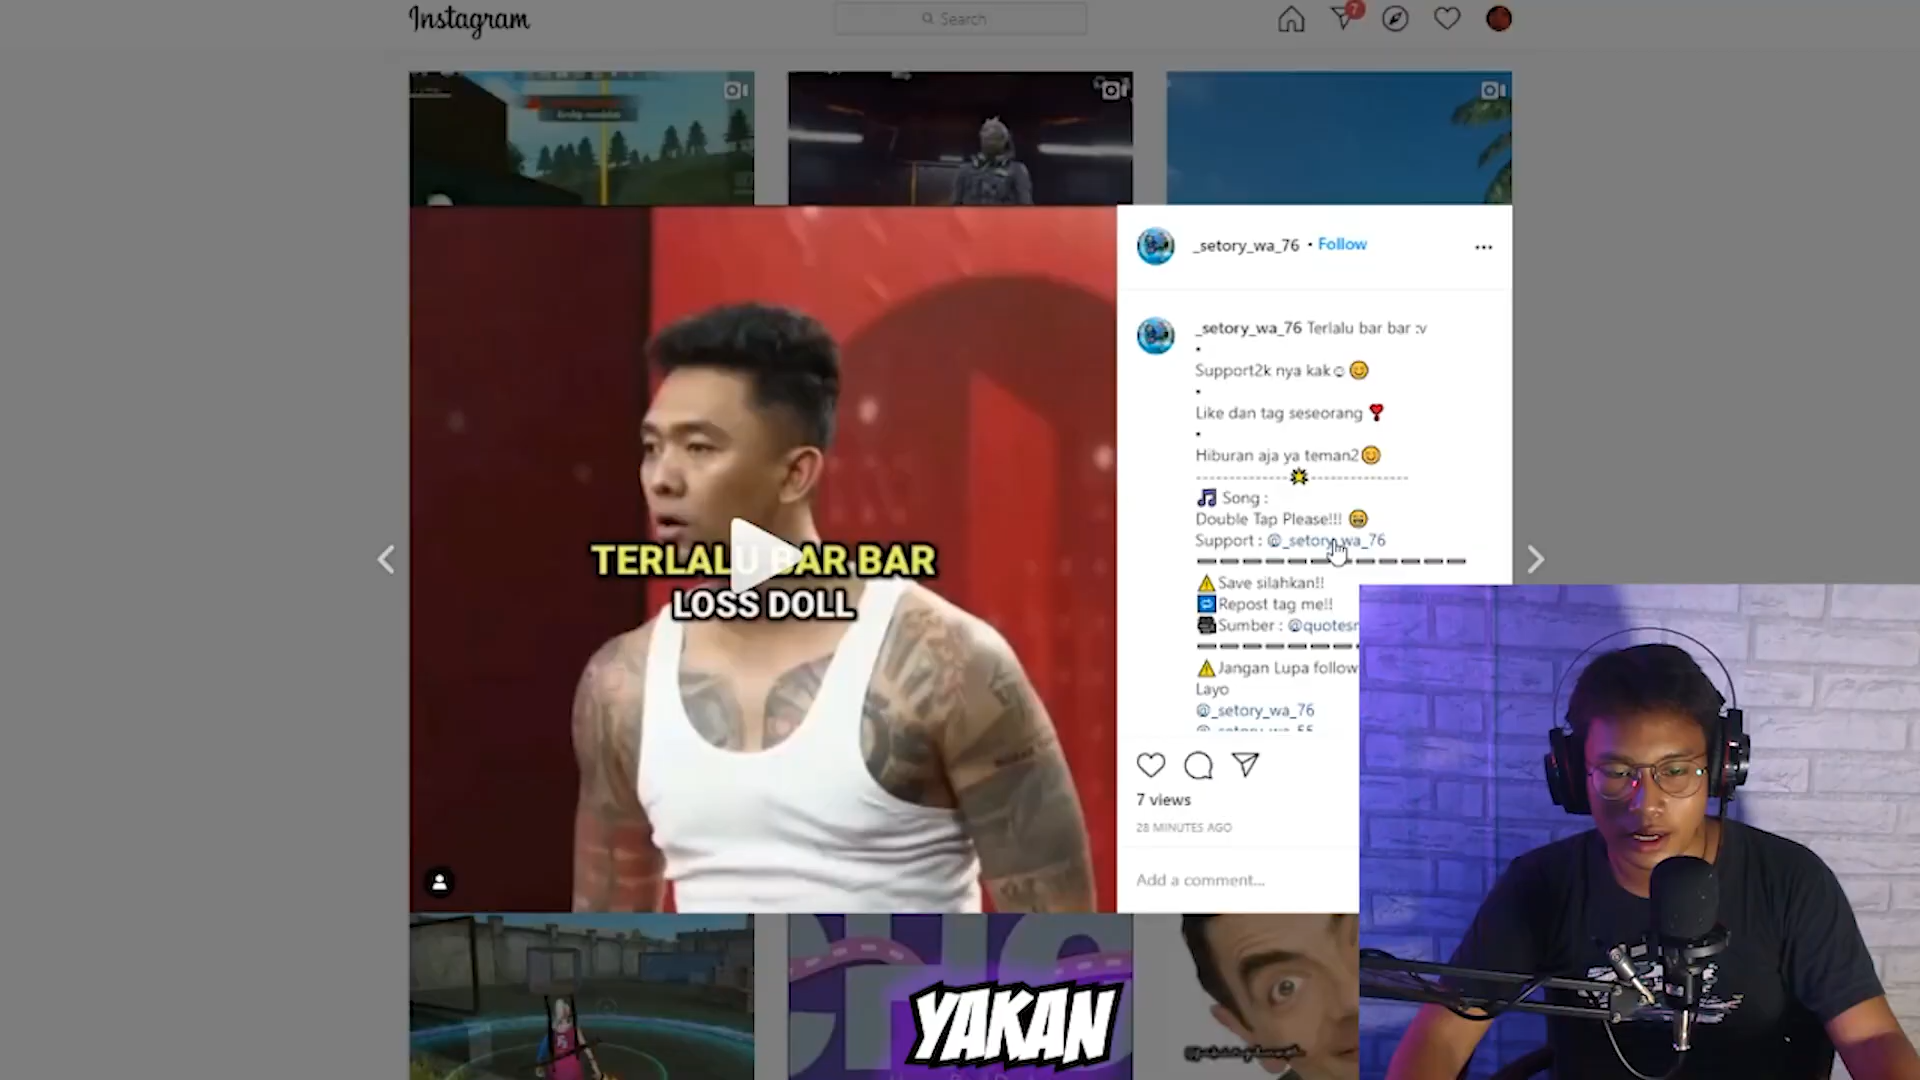 Instagram
Search
7
_setory_wa_76 • Follow
_setory_wa_76 Terlalu bar bar :v
•
Support2k nya kak☺😊
•
Like dan tag seseorang ❣
•
Hiburan aja ya teman2😊
🎵 Song :
Double Tap Please!!! 😄
Support : @_setory_wa_76
⚠Save silahkan!!
🔁Repost tag me!!
Sumber : @quotesr
⚠Jangan Lupa follow
Layo
@_setory_wa_76
@_setory_wa_55
7 views
28 MINUTES AGO
Add a comment...
TERLALU BAR BAR
LOSS DOLL
YAKAN